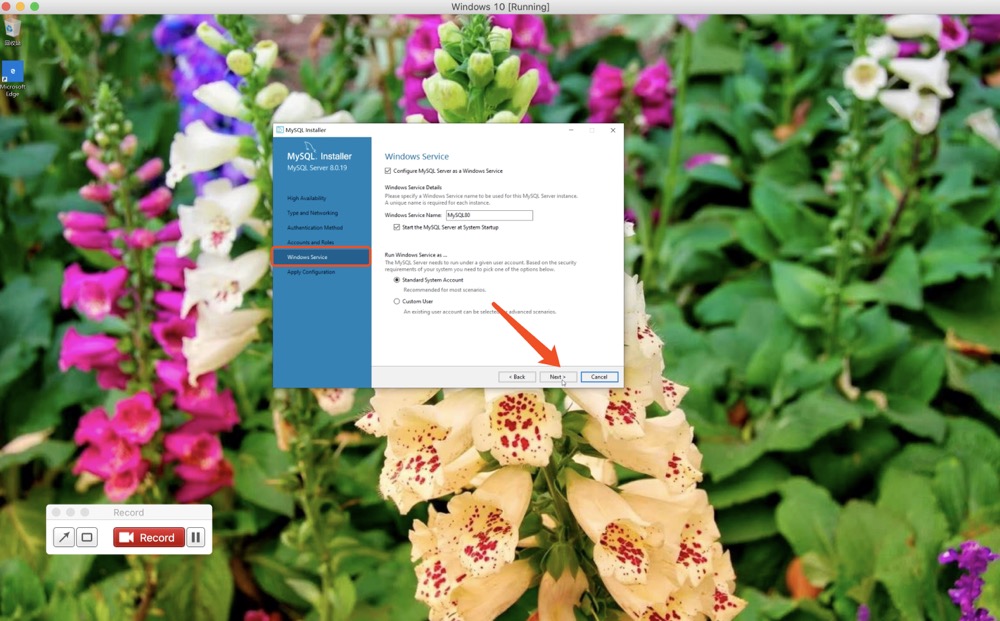 Windows 10 [Running]
回收站
Microsoft
Edge
MySQL Installer
MySQL. Installer
MySQL Server 8.0.19
High Availability
Type and Networking
Authentication Method
Accounts and Roles
Windows Service
Apply Configuration
Windows Service
Configure MySQL Server as a Windows Service
Windows Service Details
Please specify a Windows Service name to be used for this MySQL Server instance.
A unique name is required for each instance.
Windows Service Name: MySQL80
Start the MySQL Server at System Startup
Run Windows Service as ...
The MySQL Server needs to run under a given user account. Based on the security
requirements of your system you need to pick one of the options below.
Standard System Account
Recommended for most scenarios.
Custom User
An existing user account can be selected advanced scenarios.
< Back
Next >
Cancel
Record
Record